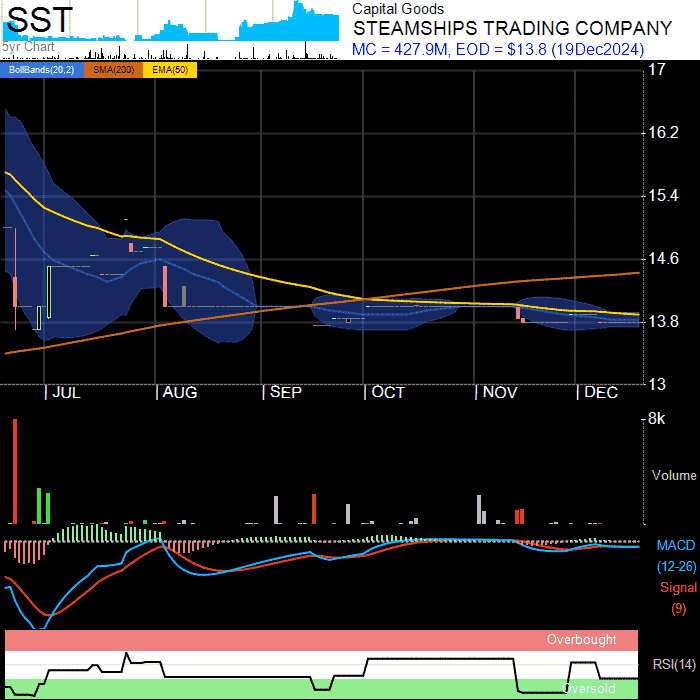 SST
5yr Chart
Capital Goods
STEAMSHIPS TRADING COMPANY
MC = 427.9M, EOD = $13.8 (19Dec2024)
BollBands(20,2) SMA(200) EMA(50)
17
16.2
15.4
14.6
13.8
13
JUL AUG SEP OCT NOV DEC
8k
Volume
MACD
(12-26)
Signal
(9)
Overbought
RSI(14)
Oversold